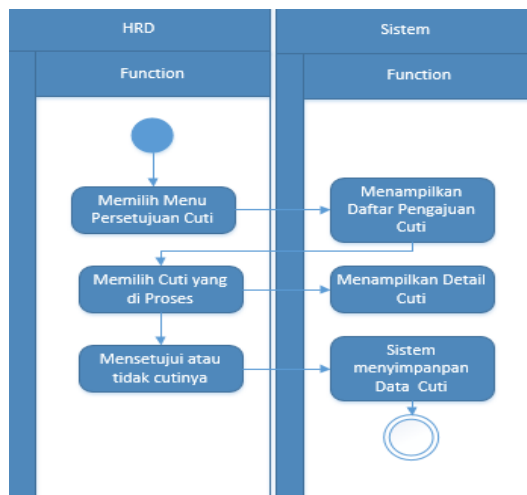 HRD
Sistem
Function
Function
Memilih Menu
Persetujuan Cuti
Menampilkan
Daftar Pengajuan
Cuti
Memilih Cuti yang
di Proses
Menampilkan Detail
Cuti
Mensetujui atau
tidak cutinya
Sistem
menyimpanpan
Data Cuti